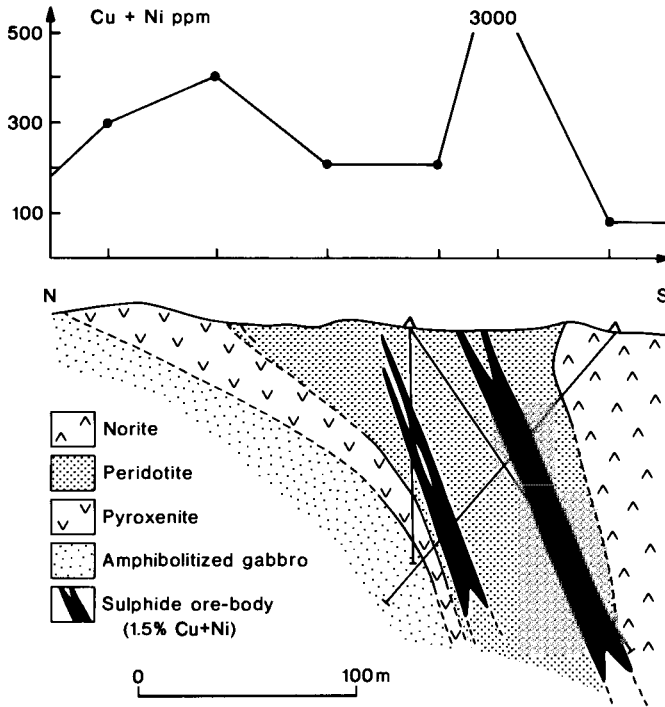 Cu + Ni ppm
3000
500
300
100
N
S
Norite
Peridotite
Pyroxenite
Amphibolitized gabbro
Sulphide ore-body
(1.5% Cu+Ni)
0
100 m